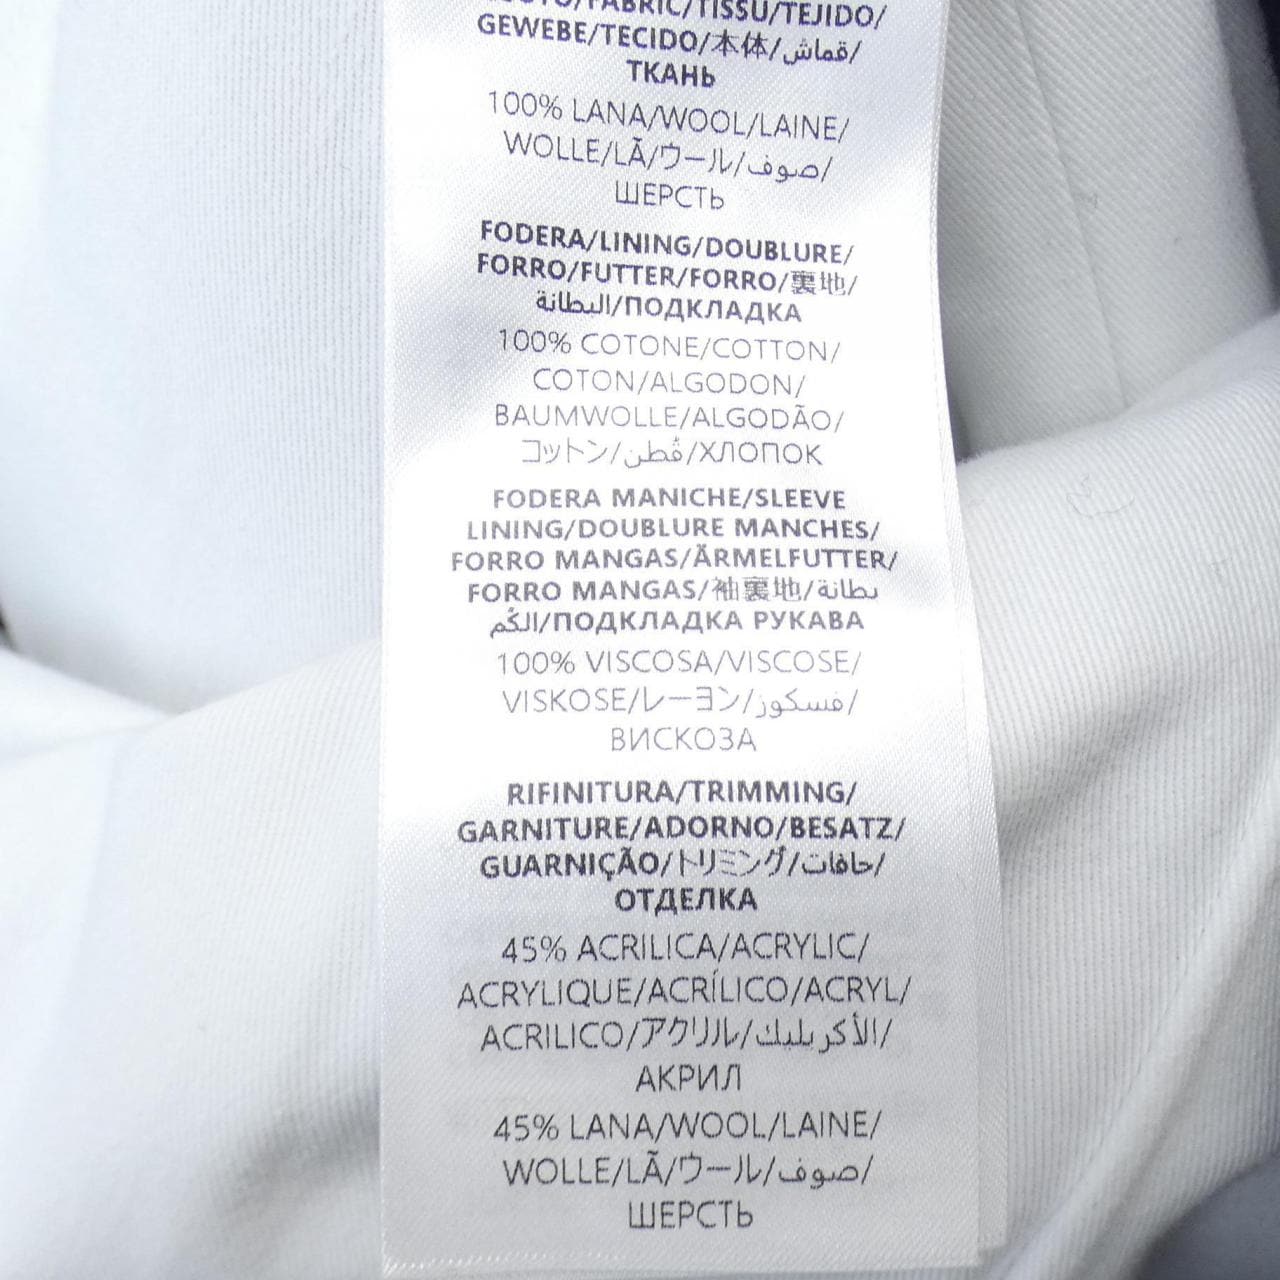 FABRIC/TISSU/TEJIDO/
GEWEBE/TECIDO/本体/قماش/
ТКАНЬ
100% LANA/WOOL/LAINE/
WOLLE/LÃ/ウール/صوف/
ШЕРСТЬ
FODERA/LINING/DOUBLURE/
FORRO/FUTTER/FORRO/裏地/
البطانة/ПОДКЛАДКА
100% COTONE/COTTON/
COTON/ALGODON/
BAUMWOLLE/ALGODÃO/
コットン/قُطن/ХЛОПОК
FODERA MANICHE/SLEEVE
LINING/DOUBLURE MANCHES/
FORRO MANGAS/ÄRMELFUTTER/
FORRO MANGAS/袖裏地/بطانة
الكُم/ПОДКЛАДКА РУКАВА
100% VISCOSA/VISCOSE/
VISKOSE/レーヨン/فسكوز/
ВИСКОЗА
RIFINITURA/TRIMMING/
GARNITURE/ADORNO/BESATZ/
GUARNIÇÃO/トリミング/حافات/
ОТДЕЛКА
45% ACRILICA/ACRYLIC/
ACRYLIQUE/ACRÍLICO/ACRYL/
ACRILICO/アクリル/الأكريليك/
АКРИЛ
45% LANA/WOOL/LAINE/
WOLLE/LÃ/ウール/صوف/
ШЕРСТЬ